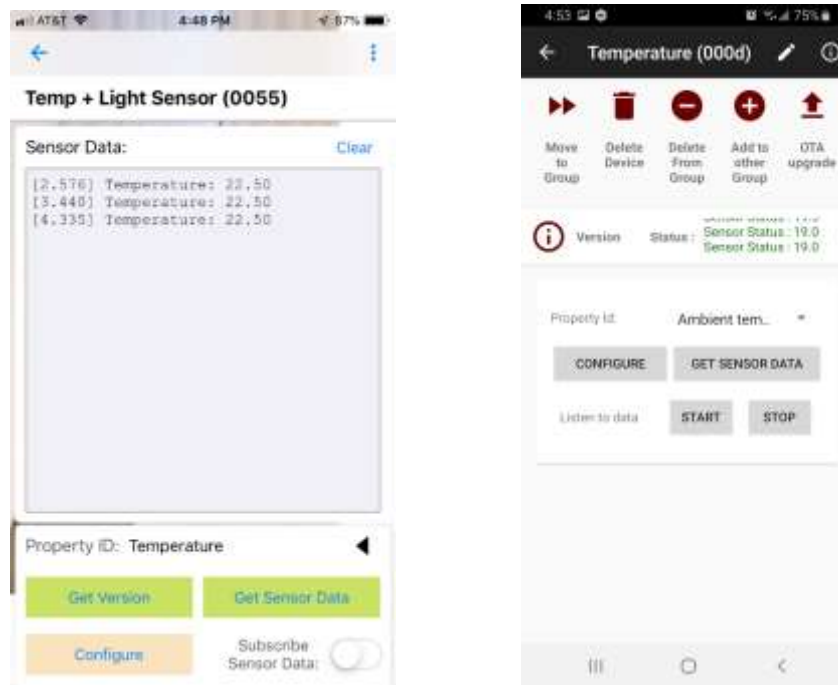 AT&T 4:48 PM 87%
Temp + Light Sensor (0055)
Sensor Data: Clear
[2.576] Temperature: 22.50
[3.440] Temperature: 22.50
[4.335] Temperature: 22.50
Property ID: Temperature
Get Version Get Sensor Data
Configure Subscribe
Sensor Data:
4:53 75%
Temperature (000d)
Move Delete Delete Add to OTA
to Device From other upgrade
Group Group Group
Version Status : Sensor Status : 19.0
Sensor Status : 19.0
Property Id: Ambient tem..
CONFIGURE GET SENSOR DATA
Listen to data START STOP